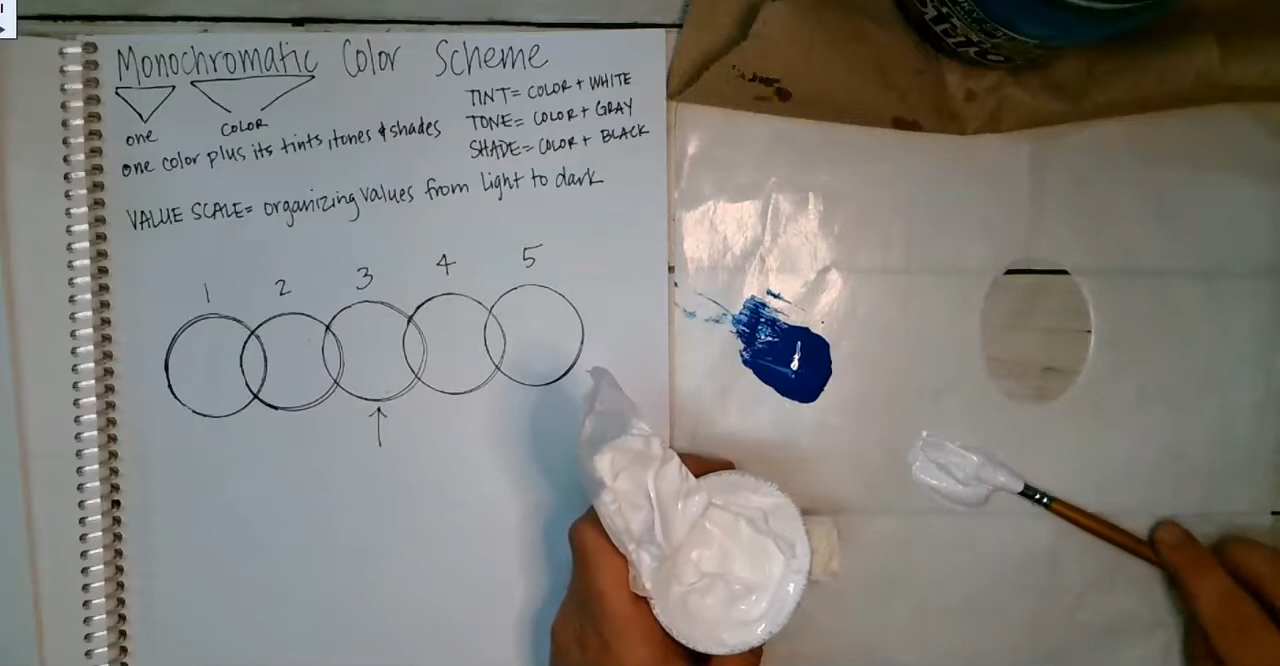 Monochromatic Color Scheme
one
COLOR
one color plus its tints, tones & shades
TINT = COLOR + WHITE
TONE = COLOR + GRAY
SHADE = COLOR + BLACK
VALUE SCALE = organizing values from light to dark
1 2 3 4 5